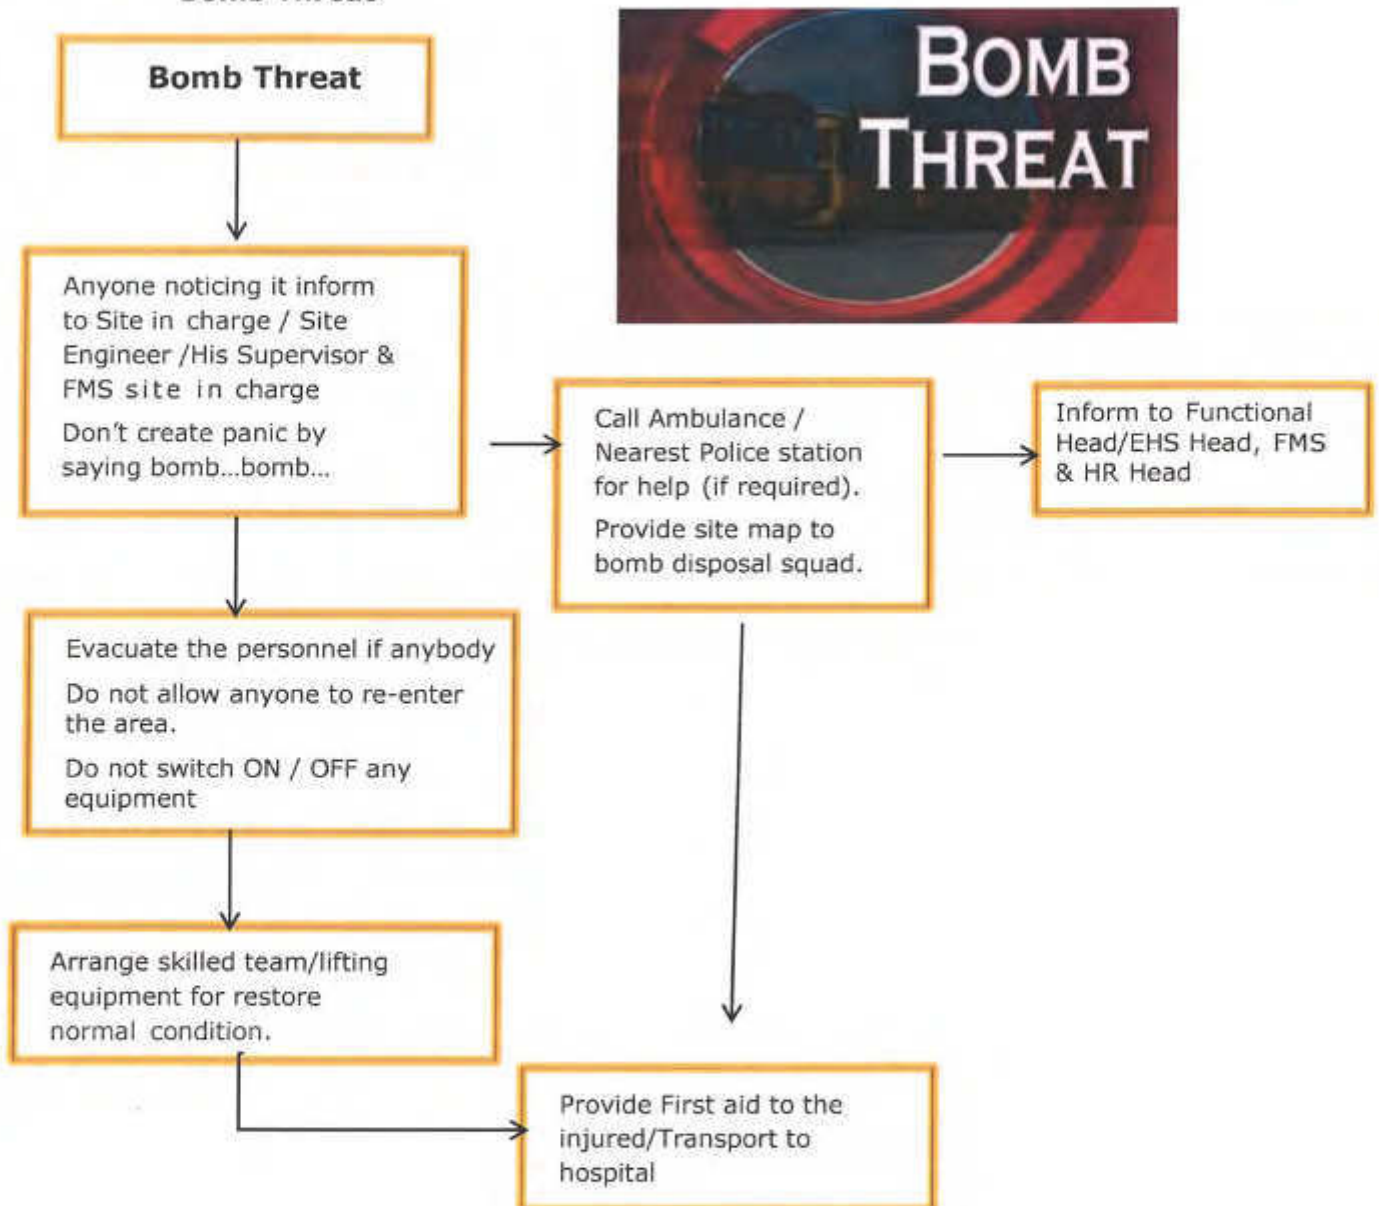 Bomb Threat
Bomb Threat
BOMB
THREAT
Anyone noticing it inform
to Site in charge / Site
Engineer /His Supervisor &
FMS site in charge
Don't create panic by
saying bomb...bomb...
Call Ambulance /
Nearest Police station
for help (if required).
Provide site map to
bomb disposal squad.
Inform to Functional
Head/EHS Head, FMS
& HR Head
Evacuate the personnel if anybody
Do not allow anyone to re-enter
the area.
Do not switch ON / OFF any
equipment
Arrange skilled team/lifting
equipment for restore
normal condition.
Provide First aid to the
injured/Transport to
hospital